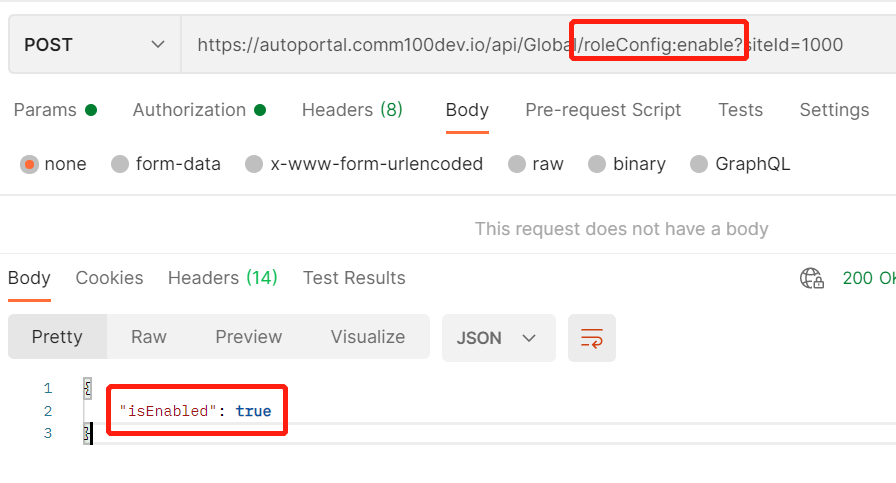 POST https://autoportal.comm100dev.io/api/Global/roleConfig:enable?siteId=1000
Params Authorization Headers (8) Body Pre-request Script Tests Settings
none form-data x-www-form-urlencoded raw binary GraphQL
This request does not have a body
Body Cookies Headers (14) Test Results 200 OK
Pretty Raw Preview Visualize JSON
1 {
2 "isEnabled": true
3 }